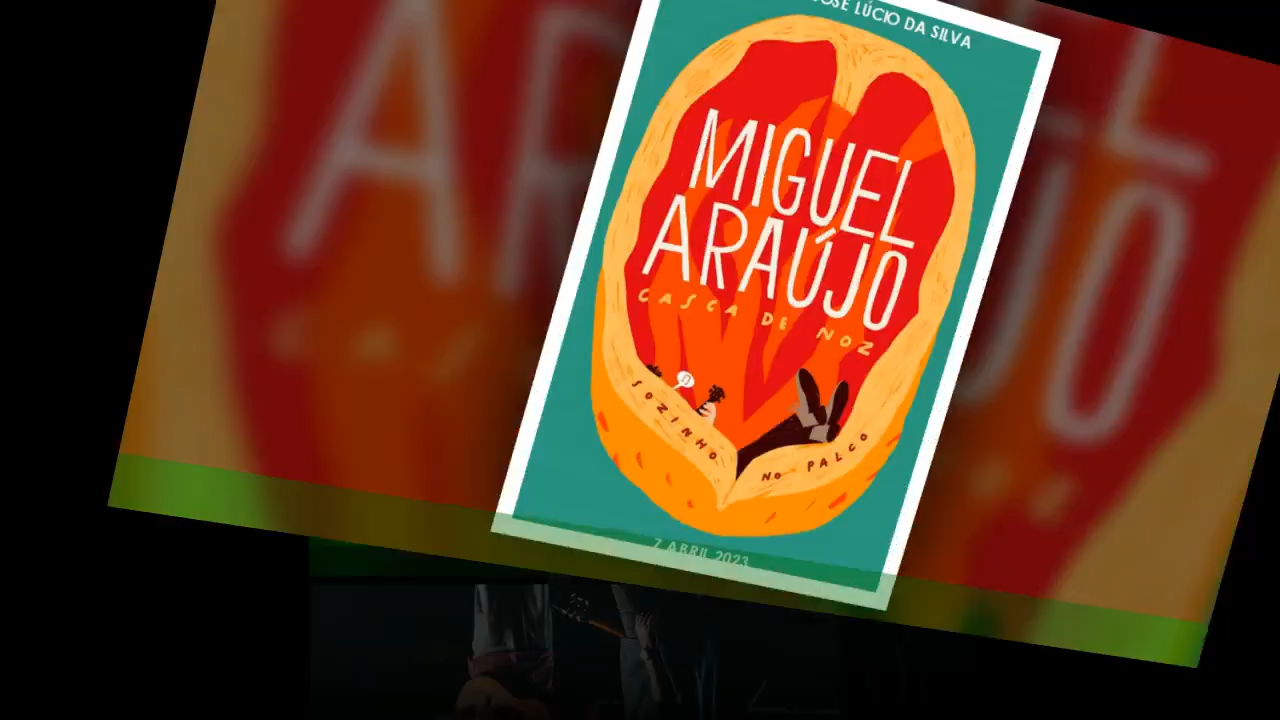 JOSÉ LÚCIO DA SILVA
MIGUEL
ARAÚJO
CASCA DE NOZ
SOZINHO NO PALCO
7 ABRIL 2023